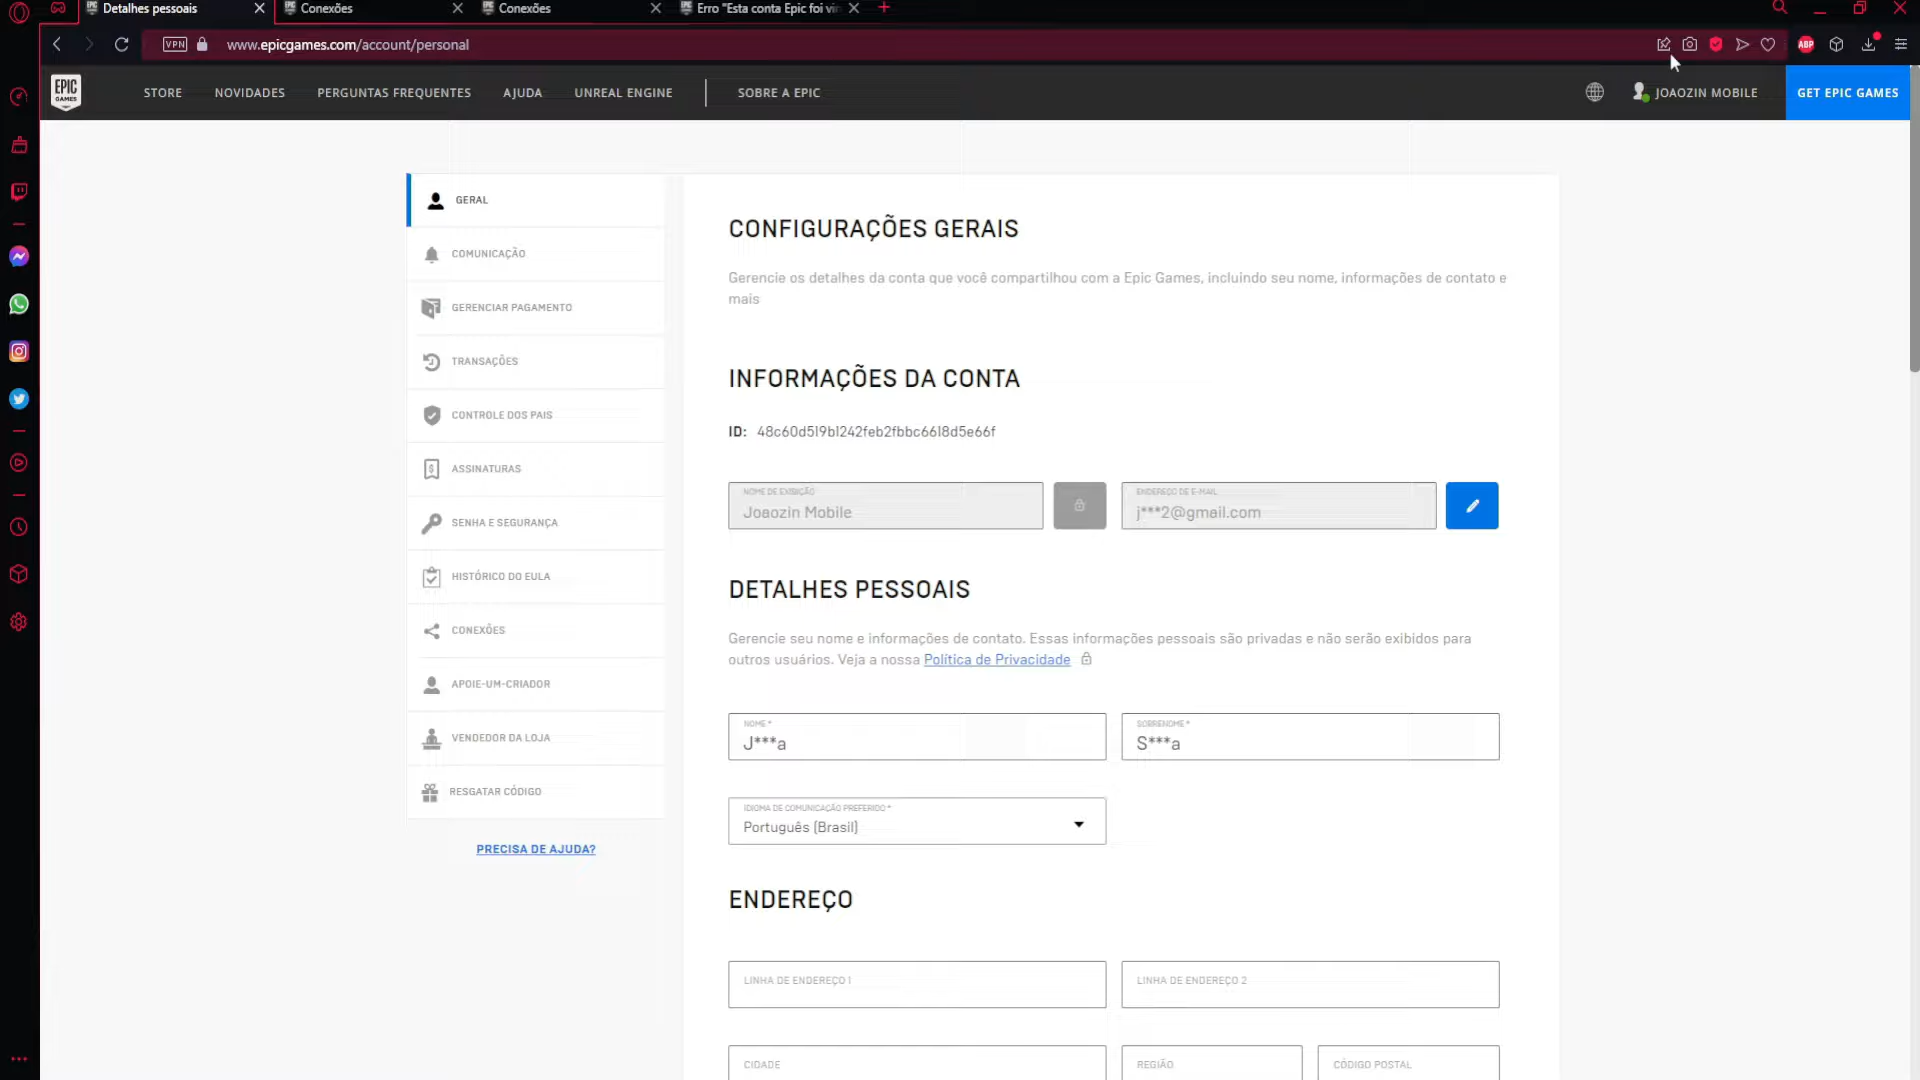 Detalhes pessoais
Conexões
Conexões
Erro "Esta conta Epic foi vin
VPN
www.epicgames.com/account/personal
ABP
EPIC
GAMES
STORE
NOVIDADES
PERGUNTAS FREQUENTES
AJUDA
UNREAL ENGINE
SOBRE A EPIC
JOAOZIN MOBILE
GET EPIC GAMES
GERAL
COMUNICAÇÃO
GERENCIAR PAGAMENTO
TRANSAÇÕES
CONTROLE DOS PAIS
ASSINATURAS
SENHA E SEGURANÇA
HISTÓRICO DO EULA
CONEXÕES
APOIE-UM-CRIADOR
VENDEDOR DA LOJA
RESGATAR CÓDIGO
PRECISA DE AJUDA?
CONFIGURAÇÕES GERAIS
Gerencie os detalhes da conta que você compartilhou com a Epic Games, incluindo seu nome, informações de contato e
mais
INFORMAÇÕES DA CONTA
ID: 48c60d519b1242feb2fbbc6618d5e66f
NOME DE EXIBIÇÃO
Joaozin Mobile
ENDEREÇO DE E-MAIL
j***2@gmail.com
DETALHES PESSOAIS
Gerencie seu nome e informações de contato. Essas informações pessoais são privadas e não serão exibidos para
outros usuários. Veja a nossa Política de Privacidade
NOME *
J***a
SOBRENOME *
S***a
IDIOMA DE COMUNICAÇÃO PREFERIDO *
Português (Brasil)
ENDEREÇO
LINHA DE ENDEREÇO 1
LINHA DE ENDEREÇO 2
CIDADE
REGIÃO
CÓDIGO POSTAL